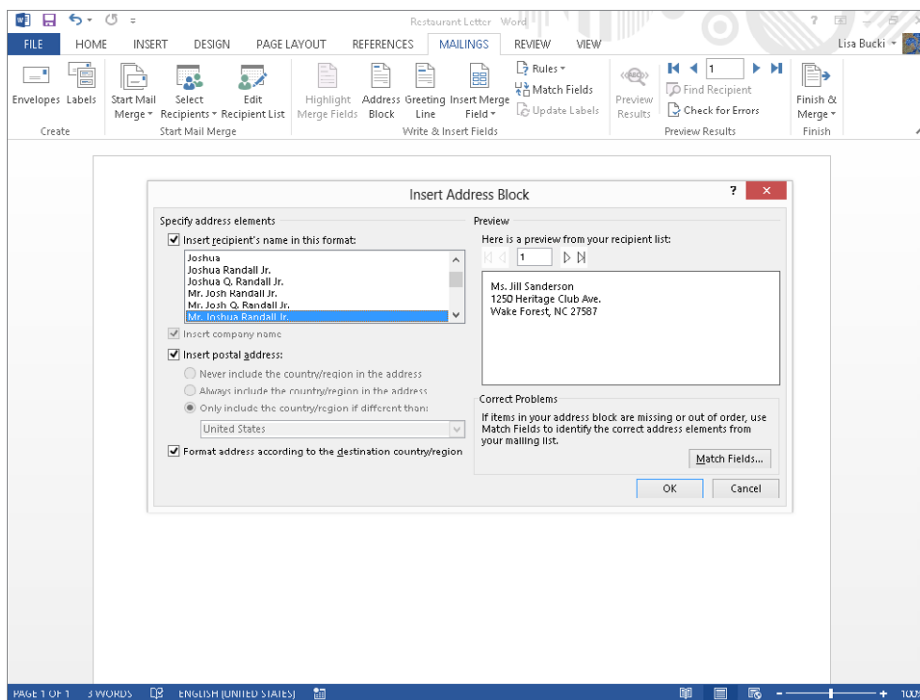 Restaurant Letter Word
FILE HOME INSERT DESIGN PAGE LAYOUT REFERENCES MAILINGS REVIEW VIEW Lisa Bucki
Envelopes Labels Start Mail Merge Select Recipients Edit Recipient List Highlight Merge Fields Address Block Greeting Line Insert Merge Field Rules Match Fields Update Labels Preview Results 1 Find Recipient Check for Errors Finish & Merge
Create Start Mail Merge Write & Insert Fields Preview Results Finish
Insert Address Block ?
Specify address elements
Insert recipient's name in this format:
Joshua
Joshua Randall Jr.
Joshua Q. Randall Jr.
Mr. Josh Randall Jr.
Mr. Josh Q. Randall Jr.
Mr. Joshua Randall Jr.
Insert company name
Insert postal address:
Never include the country/region in the address
Always include the country/region in the address
Only include the country/region if different than:
United States
Format address according to the destination country/region
Preview
Here is a preview from your recipient list:
1
Ms. Jill Sanderson
1250 Heritage Club Ave.
Wake Forest, NC 27587
Correct Problems
If items in your address block are missing or out of order, use
Match Fields to identify the correct address elements from
your mailing list.
Match Fields...
OK Cancel
PAGE 1 OF 1 3 WORDS ENGLISH (UNITED STATES) 100%